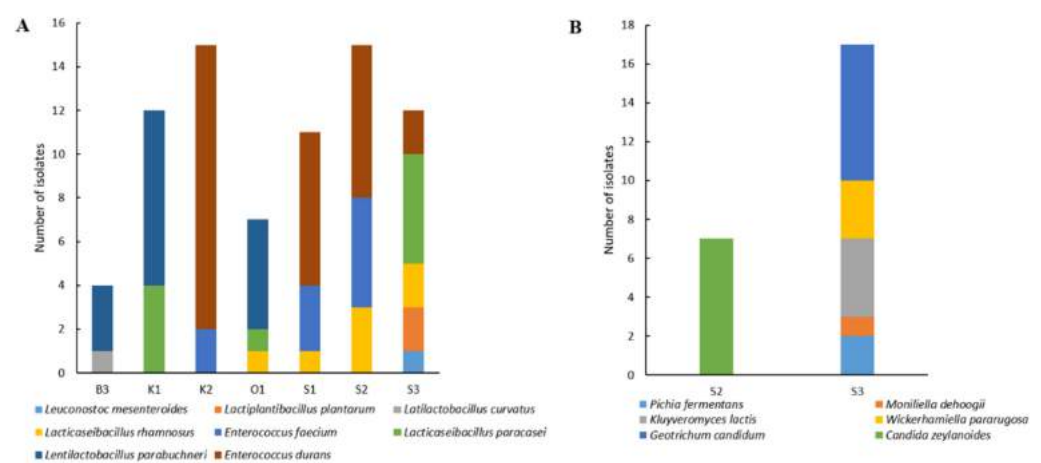 A
Number of isolates
16
14
12
10
8
6
4
2
0
B3 K1 K2 O1 S1 S2 S3
Leuconostoc mesenteroides Lactiplantibacillus plantarum Latilactobacillus curvatus
Lacticaseibacillus rhamnosus Enterococcus faecium Lacticaseibacillus paracasei
Lentilactobacillus parabuchneri Enterococcus durans
B
Number of isolates
18
16
14
12
10
8
6
4
2
0
S2 S3
Pichia fermentans Moniliella dehoogii
Kluyveromyces lactis Wickerhamiella pararugosa
Geotrichum candidum Candida zeylanoides